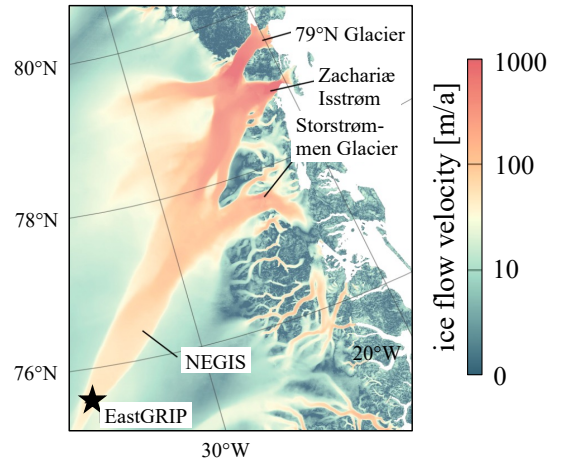 79°N Glacier
80°N
Zachariæ
Isstrøm
Storstrøm-
men Glacier
78°N
NEGIS
20°W
76°N
EastGRIP
30°W
1000
100
10
0
ice flow velocity [m/a]